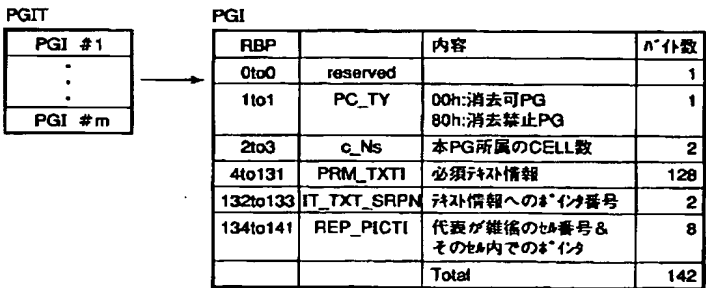 PGIT
PGI #1
PGI #m
PGI
RBP 内容 ﾊﾞｲﾄ数
0to0 reserved 1
1to1 PC_TY 00h:消去可PG 1
80h:消去禁止PG
2to3 c_Ns 本PG所属のCELL数 2
4to131 PRM_TXTI 必須ﾃｷｽﾄ情報 128
132to133 IT_TXT_SRPN ﾃｷｽﾄ情報へのﾎﾟｲﾝﾀ番号 2
134to141 REP_PICTI 代表が雑徭のｾﾙ番号& 8
そのｾﾙ内でのﾎﾟｲﾝﾀ
Total 142